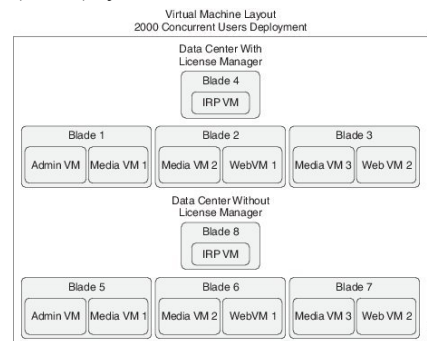 Virtual Machine Layout
2000 Concurrent Users Deployment
Data Center With
License Manager
Blade 4
IRP VM
Blade 1
Blade 2
Blade 3
Admin VM
Media VM 1
Media VM 2
WebVM 1
Media VM 3
Web VM 2
Data Center Without
License Manager
Blade 8
IRP VM
Blade 5
Blade 6
Blade 7
Admin VM
Media VM 1
Media VM 2
WebVM 1
Media VM 3
Web VM 2